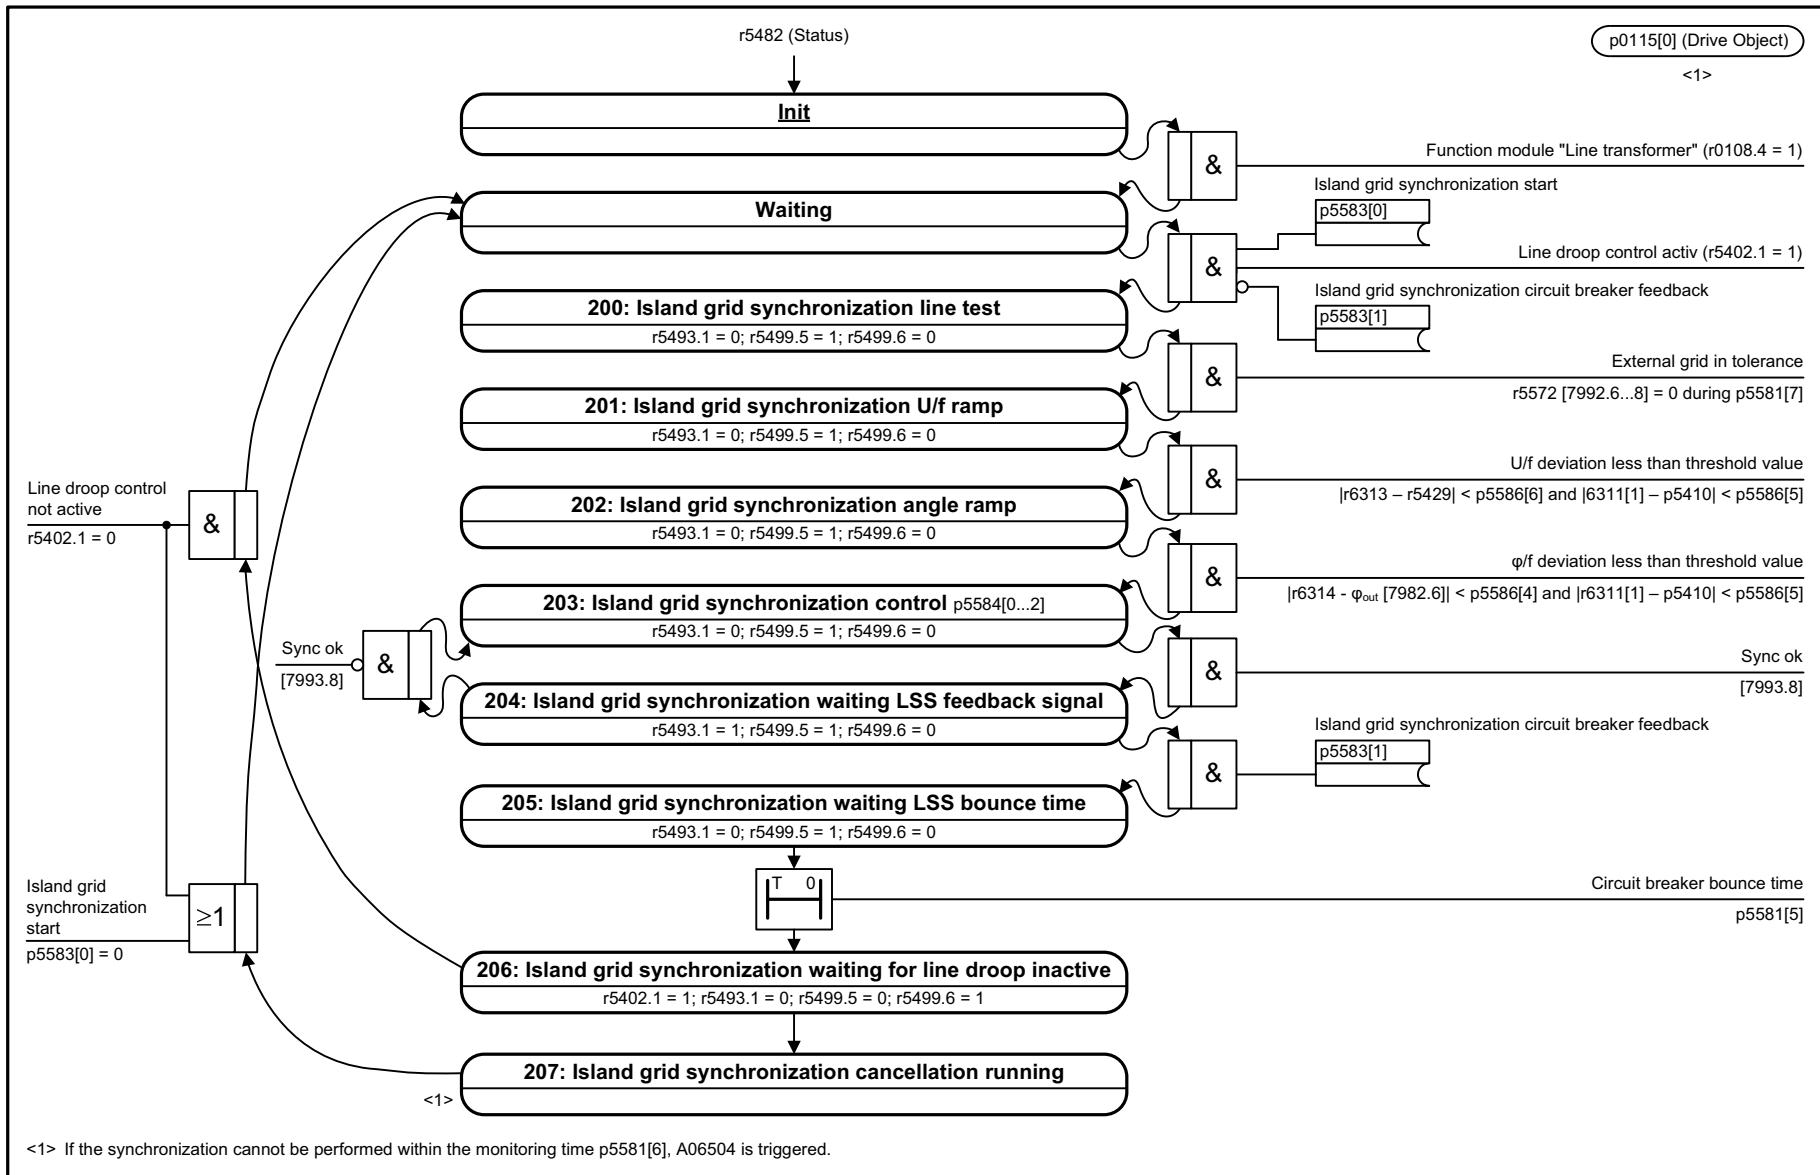 r5482 (Status)
p0115[0] (Drive Object)
<1>
Init
&
Function module "Line transformer" (r0108.4 = 1)
Waiting
Island grid synchronization start
p5583[0]
&
Line droop control activ (r5402.1 = 1)
Island grid synchronization circuit breaker feedback
p5583[1]
200: Island grid synchronization line test
r5493.1 = 0; r5499.5 = 1; r5499.6 = 0
&
External grid in tolerance
r5572 [7992.6...8] = 0 during p5581[7]
201: Island grid synchronization U/f ramp
r5493.1 = 0; r5499.5 = 1; r5499.6 = 0
&
U/f deviation less than threshold value
|r6313 – r5429| < p5586[6] and |6311[1] – p5410| < p5586[5]
202: Island grid synchronization angle ramp
r5493.1 = 0; r5499.5 = 1; r5499.6 = 0
Line droop control
not active
r5402.1 = 0
&
&
φ/f deviation less than threshold value
|r6314 - φout [7982.6]| < p5586[4] and |r6311[1] – p5410| < p5586[5]
203: Island grid synchronization control p5584[0...2]
r5493.1 = 0; r5499.5 = 1; r5499.6 = 0
Sync ok
[7993.8]
&
&
Sync ok
[7993.8]
204: Island grid synchronization waiting LSS feedback signal
r5493.1 = 1; r5499.5 = 1; r5499.6 = 0
Island grid synchronization circuit breaker feedback
p5583[1]
&
205: Island grid synchronization waiting LSS bounce time
r5493.1 = 0; r5499.5 = 1; r5499.6 = 0
T 0
Circuit breaker bounce time
p5581[5]
Island grid
synchronization
start
p5583[0] = 0
≥1
206: Island grid synchronization waiting for line droop inactive
r5402.1 = 1; r5493.1 = 0; r5499.5 = 0; r5499.6 = 1
207: Island grid synchronization cancellation running
<1>
<1> If the synchronization cannot be performed within the monitoring time p5581[6], A06504 is triggered.